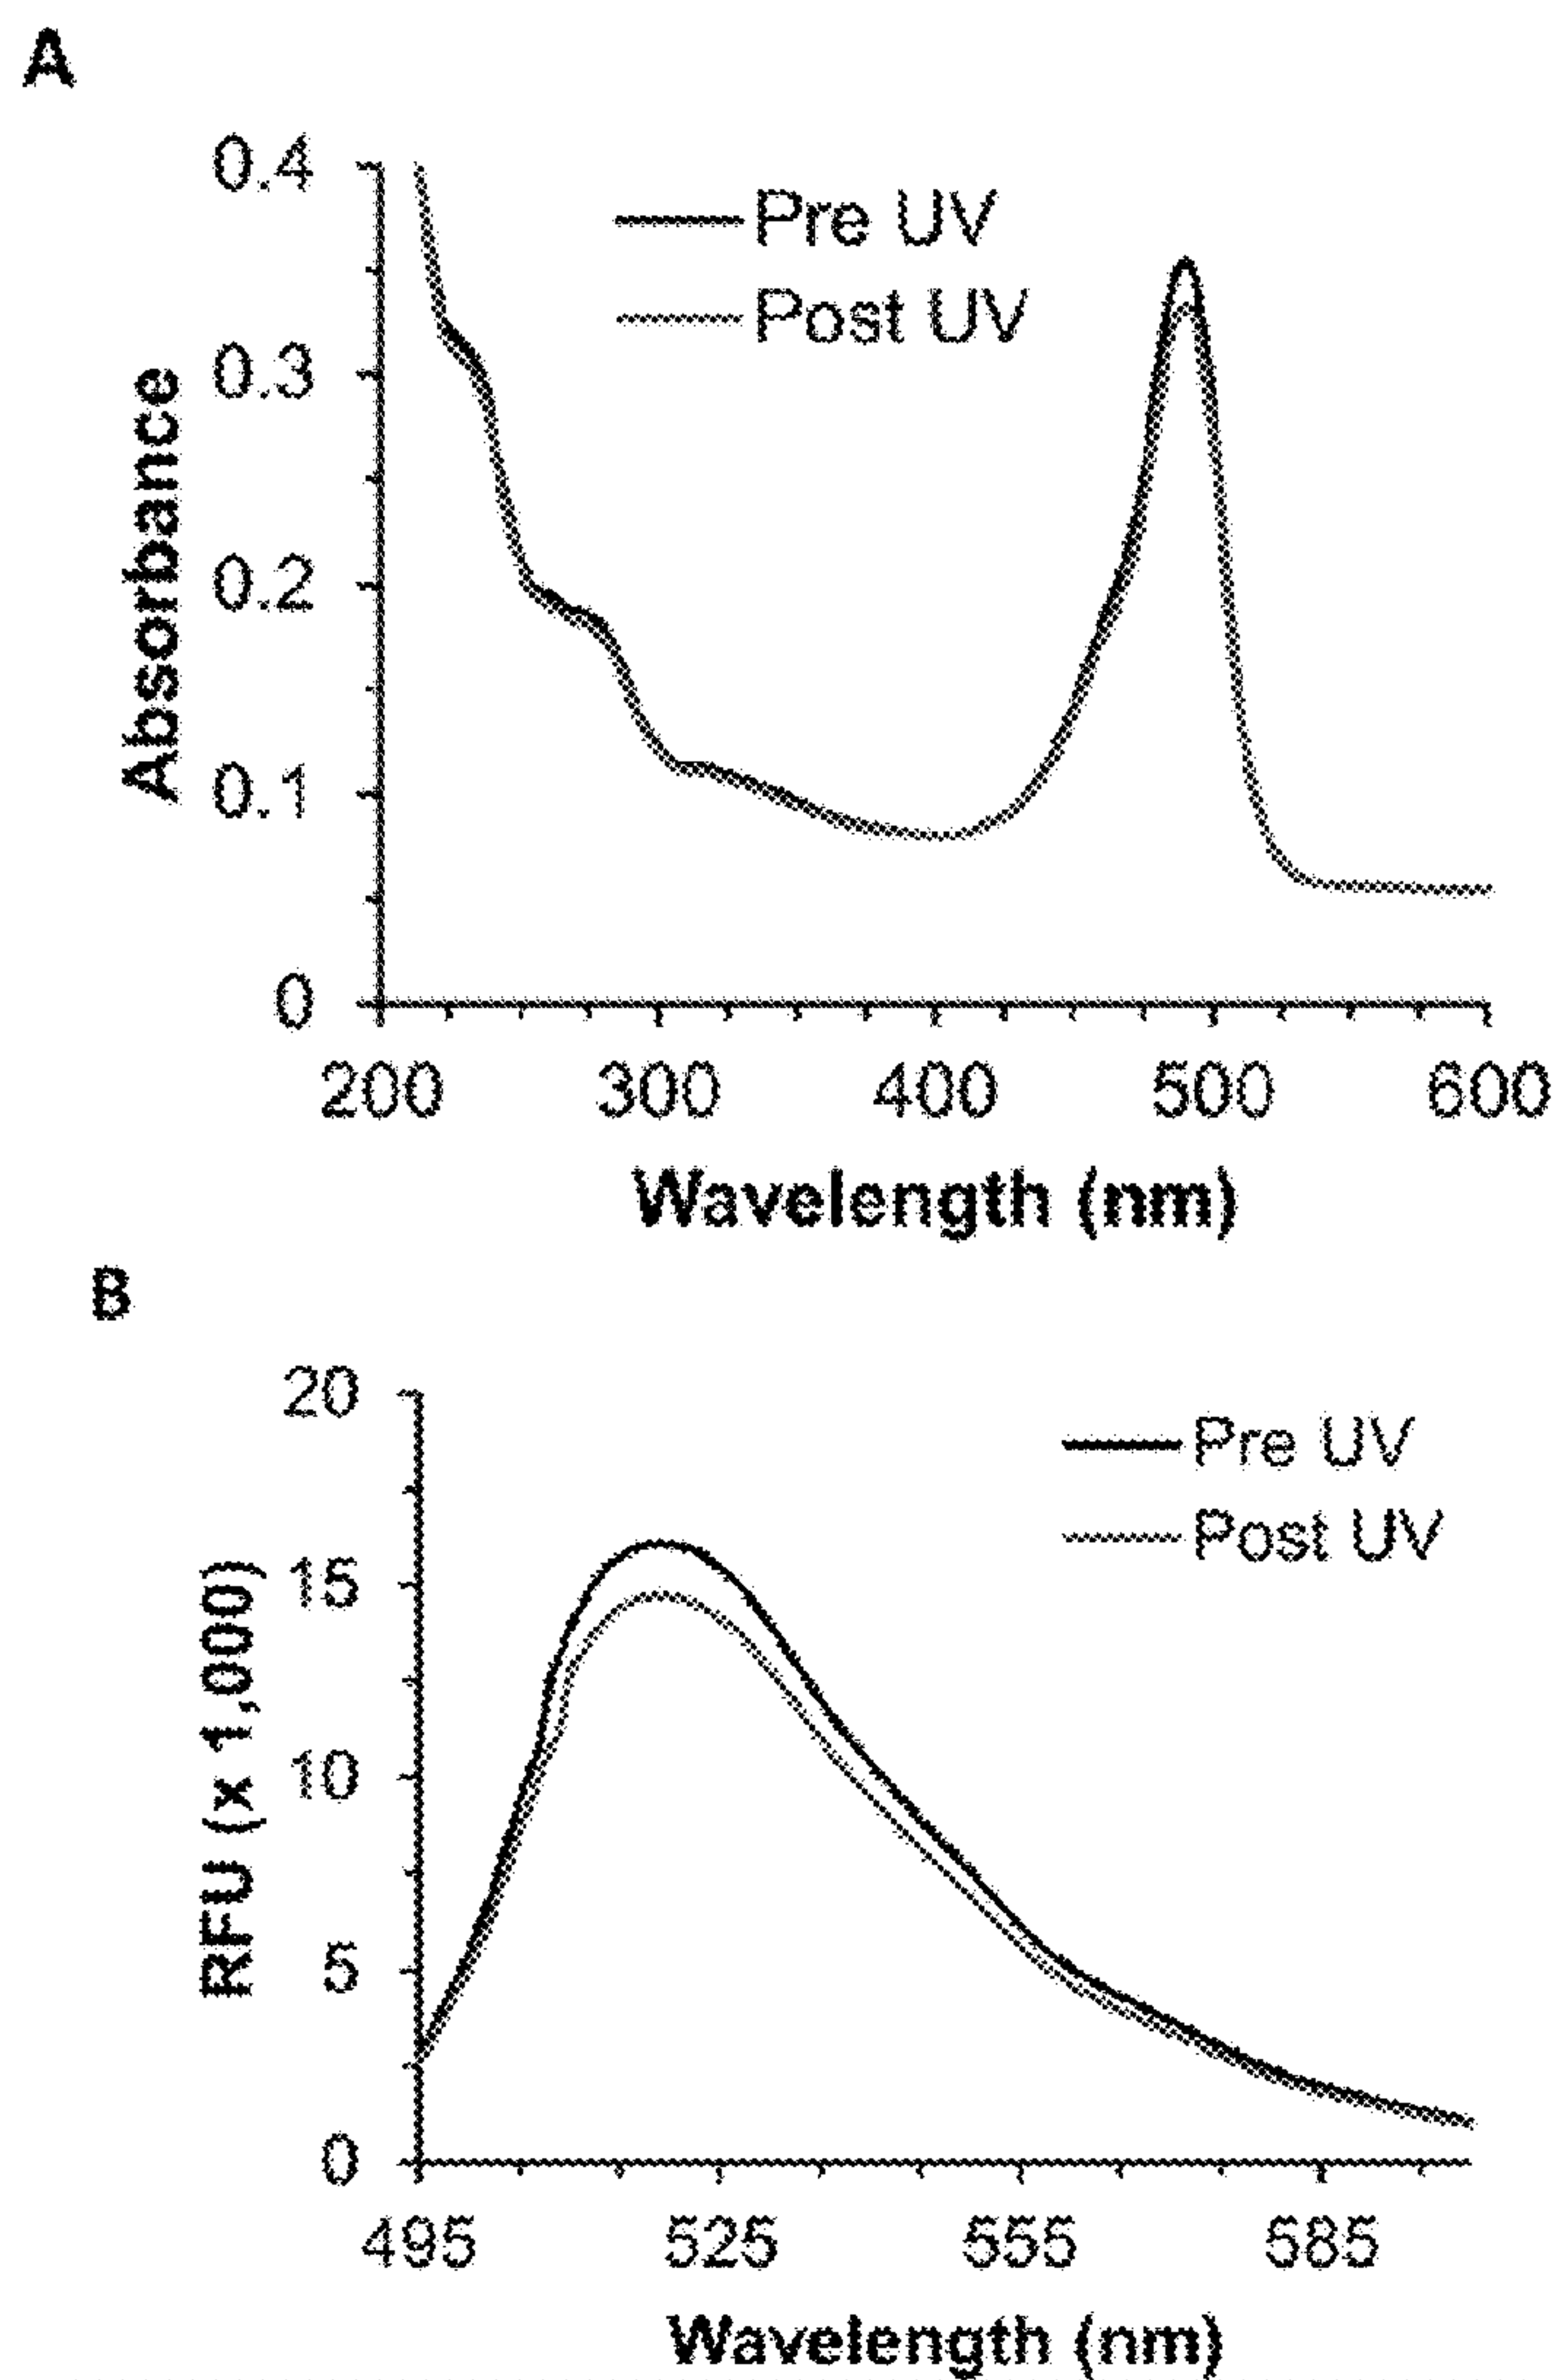 A
0.4
0.3
0.2
0.1
0
Absorbance
Pre UV
Post UV
200 300 400 500 600
Wavelength (nm)
B
20
15
10
5
0
RFU (x 1,000)
Pre UV
Post UV
495 525 555 585
Wavelength (nm)